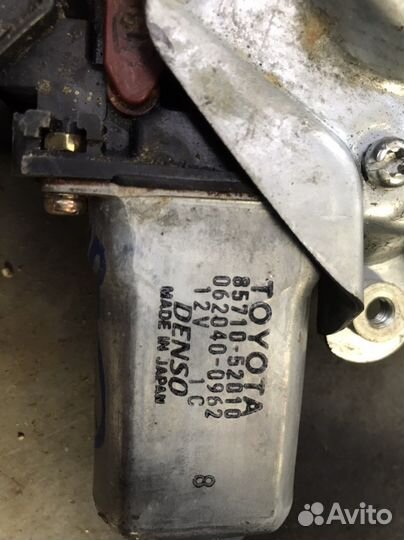 TOYOTA
85710-52010
062040-0962
12V 1C
DENSO
MADE IN JAPAN
8
Avito